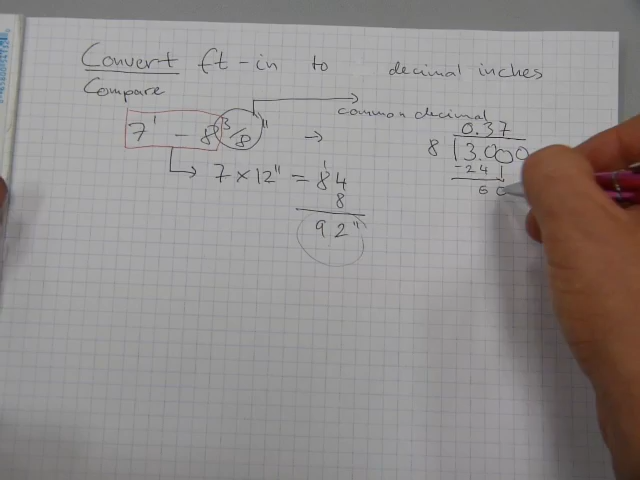 Convert ft-in to decimal inches
Compare
common decimal
7' - 8 3/8" →
0.37
8 3.000
-24
60
7 × 12" = 84
1
8
92"